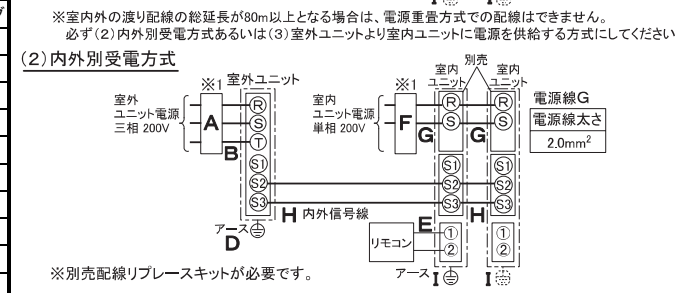 ※室内外の渡り配線の総延長が80m以上となる場合は、電源重畳方式での配線はできません。
必ず(2)内外別受電方式あるいは(3)室外ユニットより室内ユニットに電源を供給する方式にしてください
(2)内外別受電方式
室外
ユニット電源
三相 200V
※1
A
B
室外ユニット
R
S
T
S1
S2
S3
アース
D
H 内外信号線
室内
ユニット電源
単相 200V
※1
F
G
室内
ユニット
別売
室内
ユニット
R
S
S1
S2
S3
①
②
G
R
S
S1
S2
S3
①
②
H
E
リモコン
アース
I
I
電源線G
電源線太さ
2.0mm²
※別売配線リプレースキットが必要です。